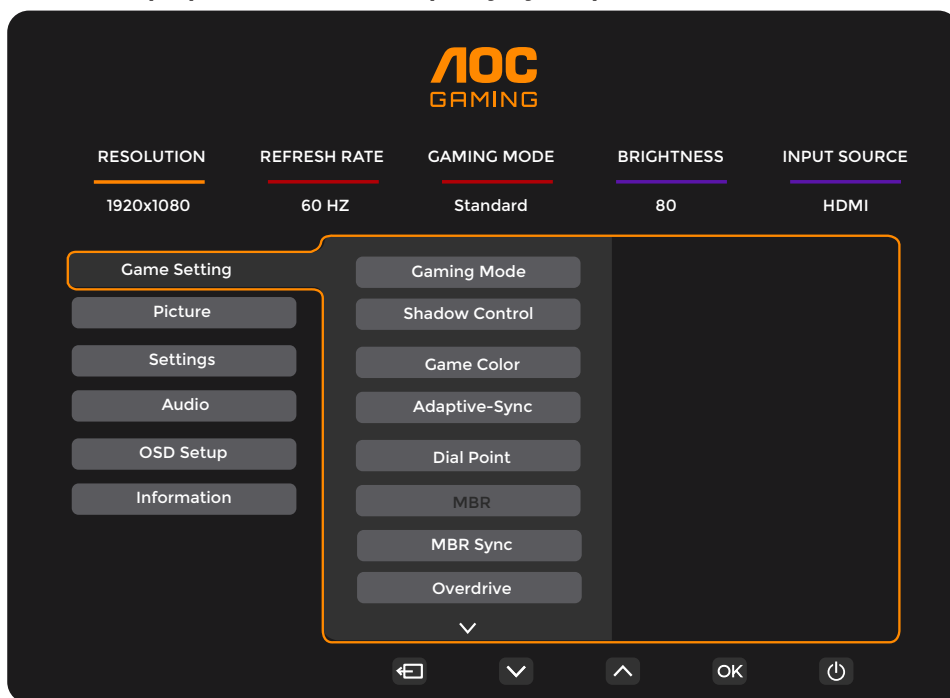 AOC
GAMING
RESOLUTION REFRESH RATE GAMING MODE BRIGHTNESS INPUT SOURCE
1920x1080 60 HZ Standard 80 HDMI
Game Setting
Picture
Settings
Audio
OSD Setup
Information
Gaming Mode
Shadow Control
Game Color
Adaptive-Sync
Dial Point
MBR
MBR Sync
Overdrive
OK